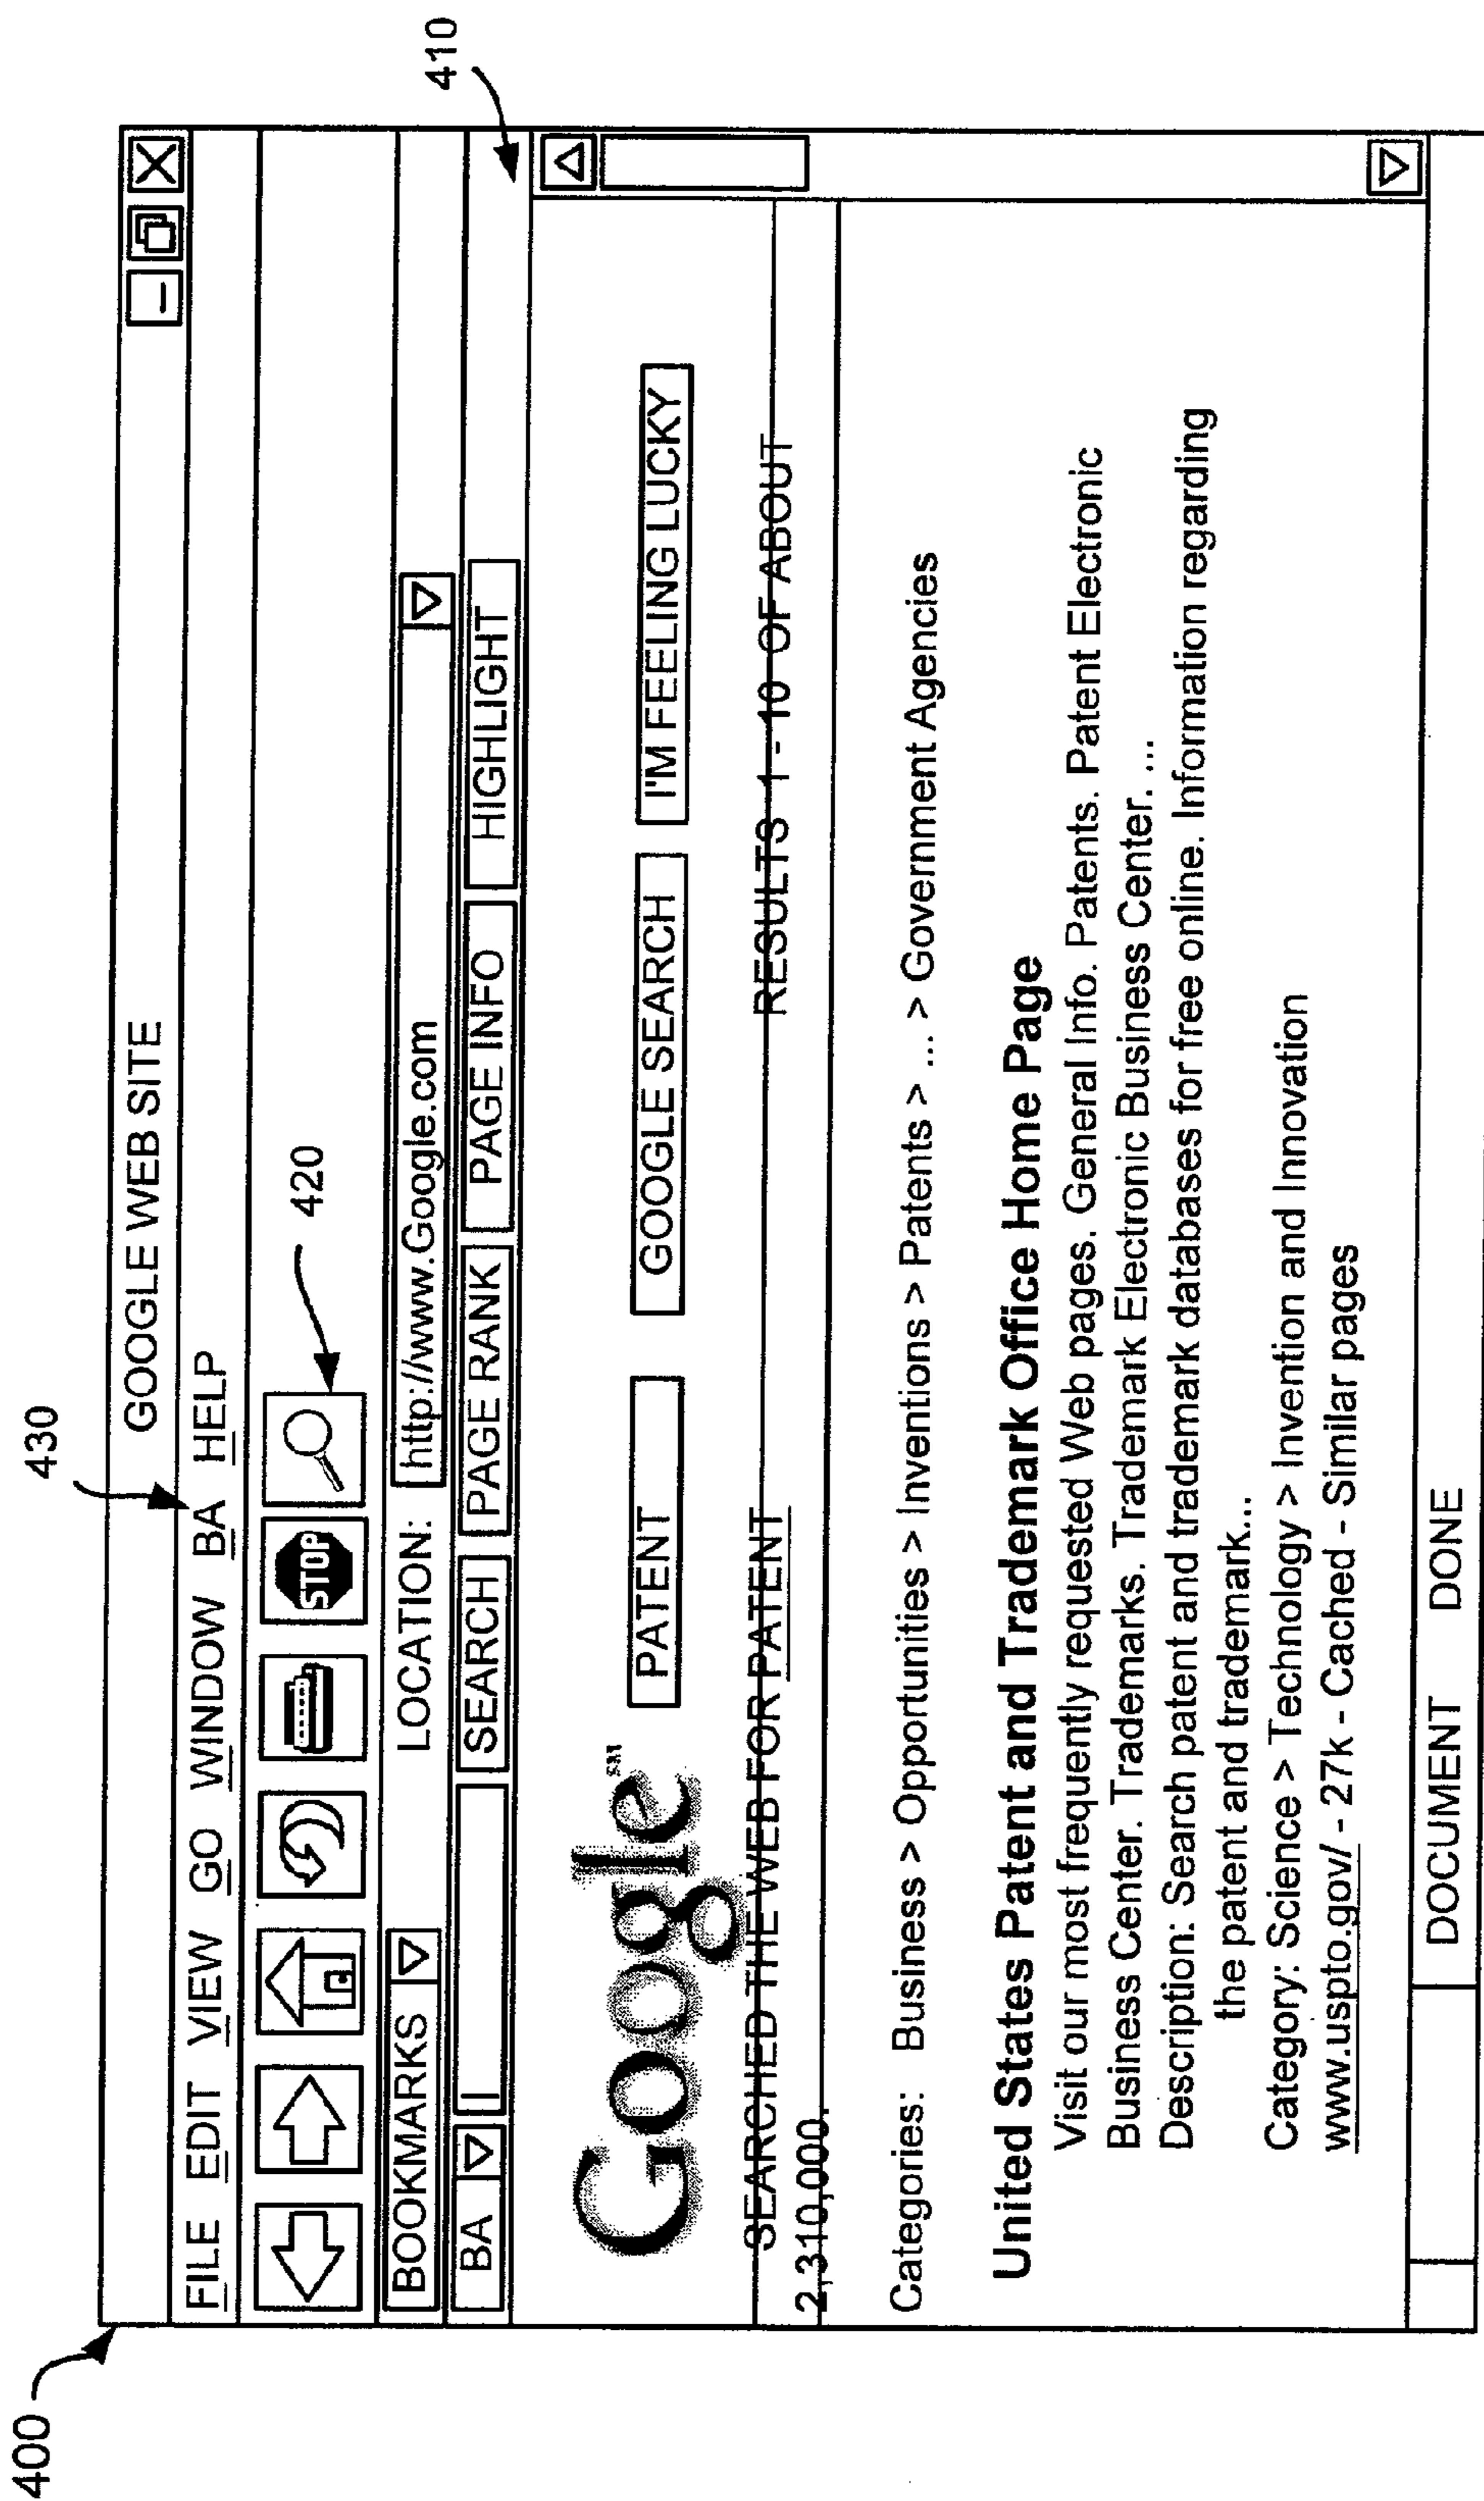 400
430
GOOGLE WEB SITE
FILE EDIT VIEW GO WINDOW BA HELP
420
STOP
410
BOOKMARKS LOCATION: http://www.Google.com
BA SEARCH PAGE RANK PAGE INFO HIGHLIGHT
Google SM PATENT GOOGLE SEARCH I'M FEELING LUCKY
SEARCHED THE WEB FOR PATENT RESULTS 1 - 10 OF ABOUT
2,310,000.
Categories: Business > Opportunities > Inventions > Patents > ... > Government Agencies
United States Patent and Trademark Office Home Page
Visit our most frequently requested Web pages. General Info. Patents. Patent Electronic
Business Center. Trademarks. Trademark Electronic Business Center. ...
Description: Search patent and trademark databases for free online. Information regarding
the patent and trademark...
Category: Science > Technology > Invention and Innovation
www.uspto.gov/ - 27k - Cached - Similar pages
DOCUMENT DONE